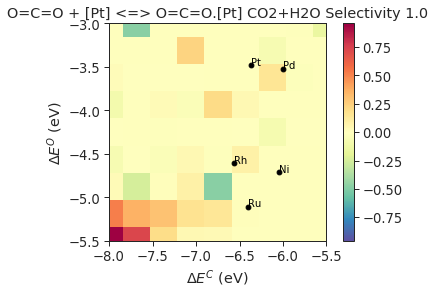 O=C=O + [Pt] <=> O=C=O.[Pt] CO2+H2O Selectivity 1.0
−3.0
−3.5
−4.0
−4.5
−5.0
−5.5
ΔE^O (eV)
Pt
Pd
Rh
Ni
Ru
−8.0 −7.5 −7.0 −6.5 −6.0 −5.5
ΔE^C (eV)
0.75
0.50
0.25
0.00
−0.25
−0.50
−0.75